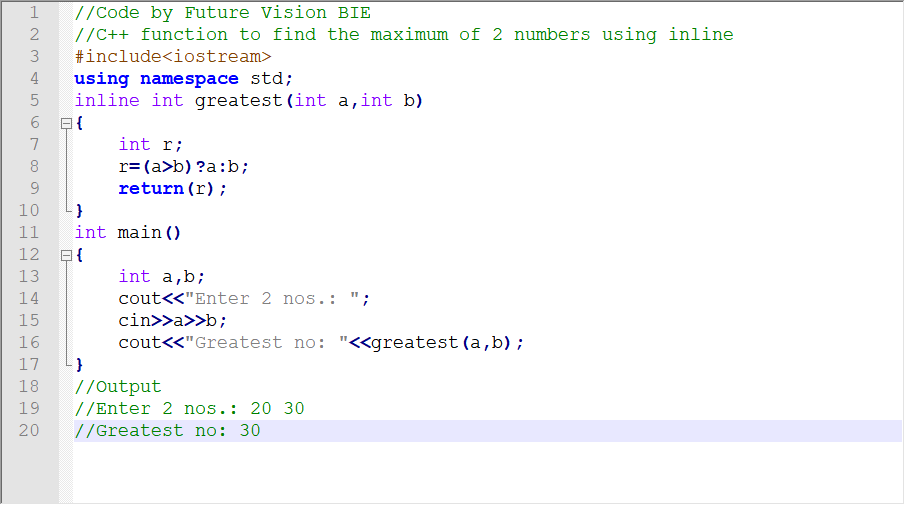 1 //Code by Future Vision BIE
2 //C++ function to find the maximum of 2 numbers using inline
3 #include<iostream>
4 using namespace std;
5 inline int greatest(int a,int b)
6 {
7 int r;
8 r=(a>b)?a:b;
9 return(r);
10 }
11 int main()
12 {
13 int a,b;
14 cout<<"Enter 2 nos.: ";
15 cin>>a>>b;
16 cout<<"Greatest no: "<<greatest(a,b);
17 }
18 //Output
19 //Enter 2 nos.: 20 30
20 //Greatest no: 30